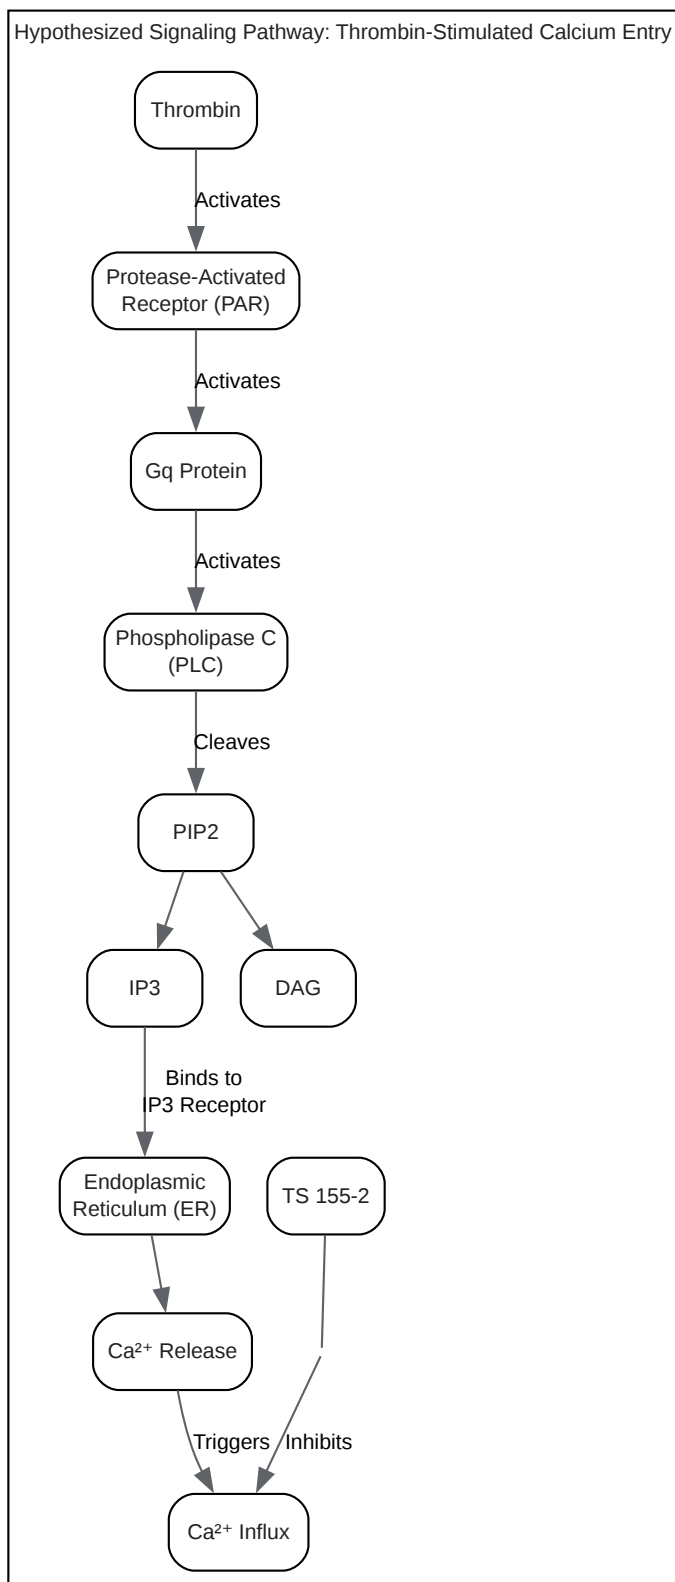 Hypothesized Signaling Pathway: Thrombin-Stimulated Calcium Entry
Thrombin
Activates
Protease-Activated
Receptor (PAR)
Activates
Gq Protein
Activates
Phospholipase C
(PLC)
Cleaves
PIP2
IP3
DAG
Binds to
IP3 Receptor
Endoplasmic
Reticulum (ER)
TS 155-2
Ca²⁺ Release
Triggers
Inhibits
Ca²⁺ Influx